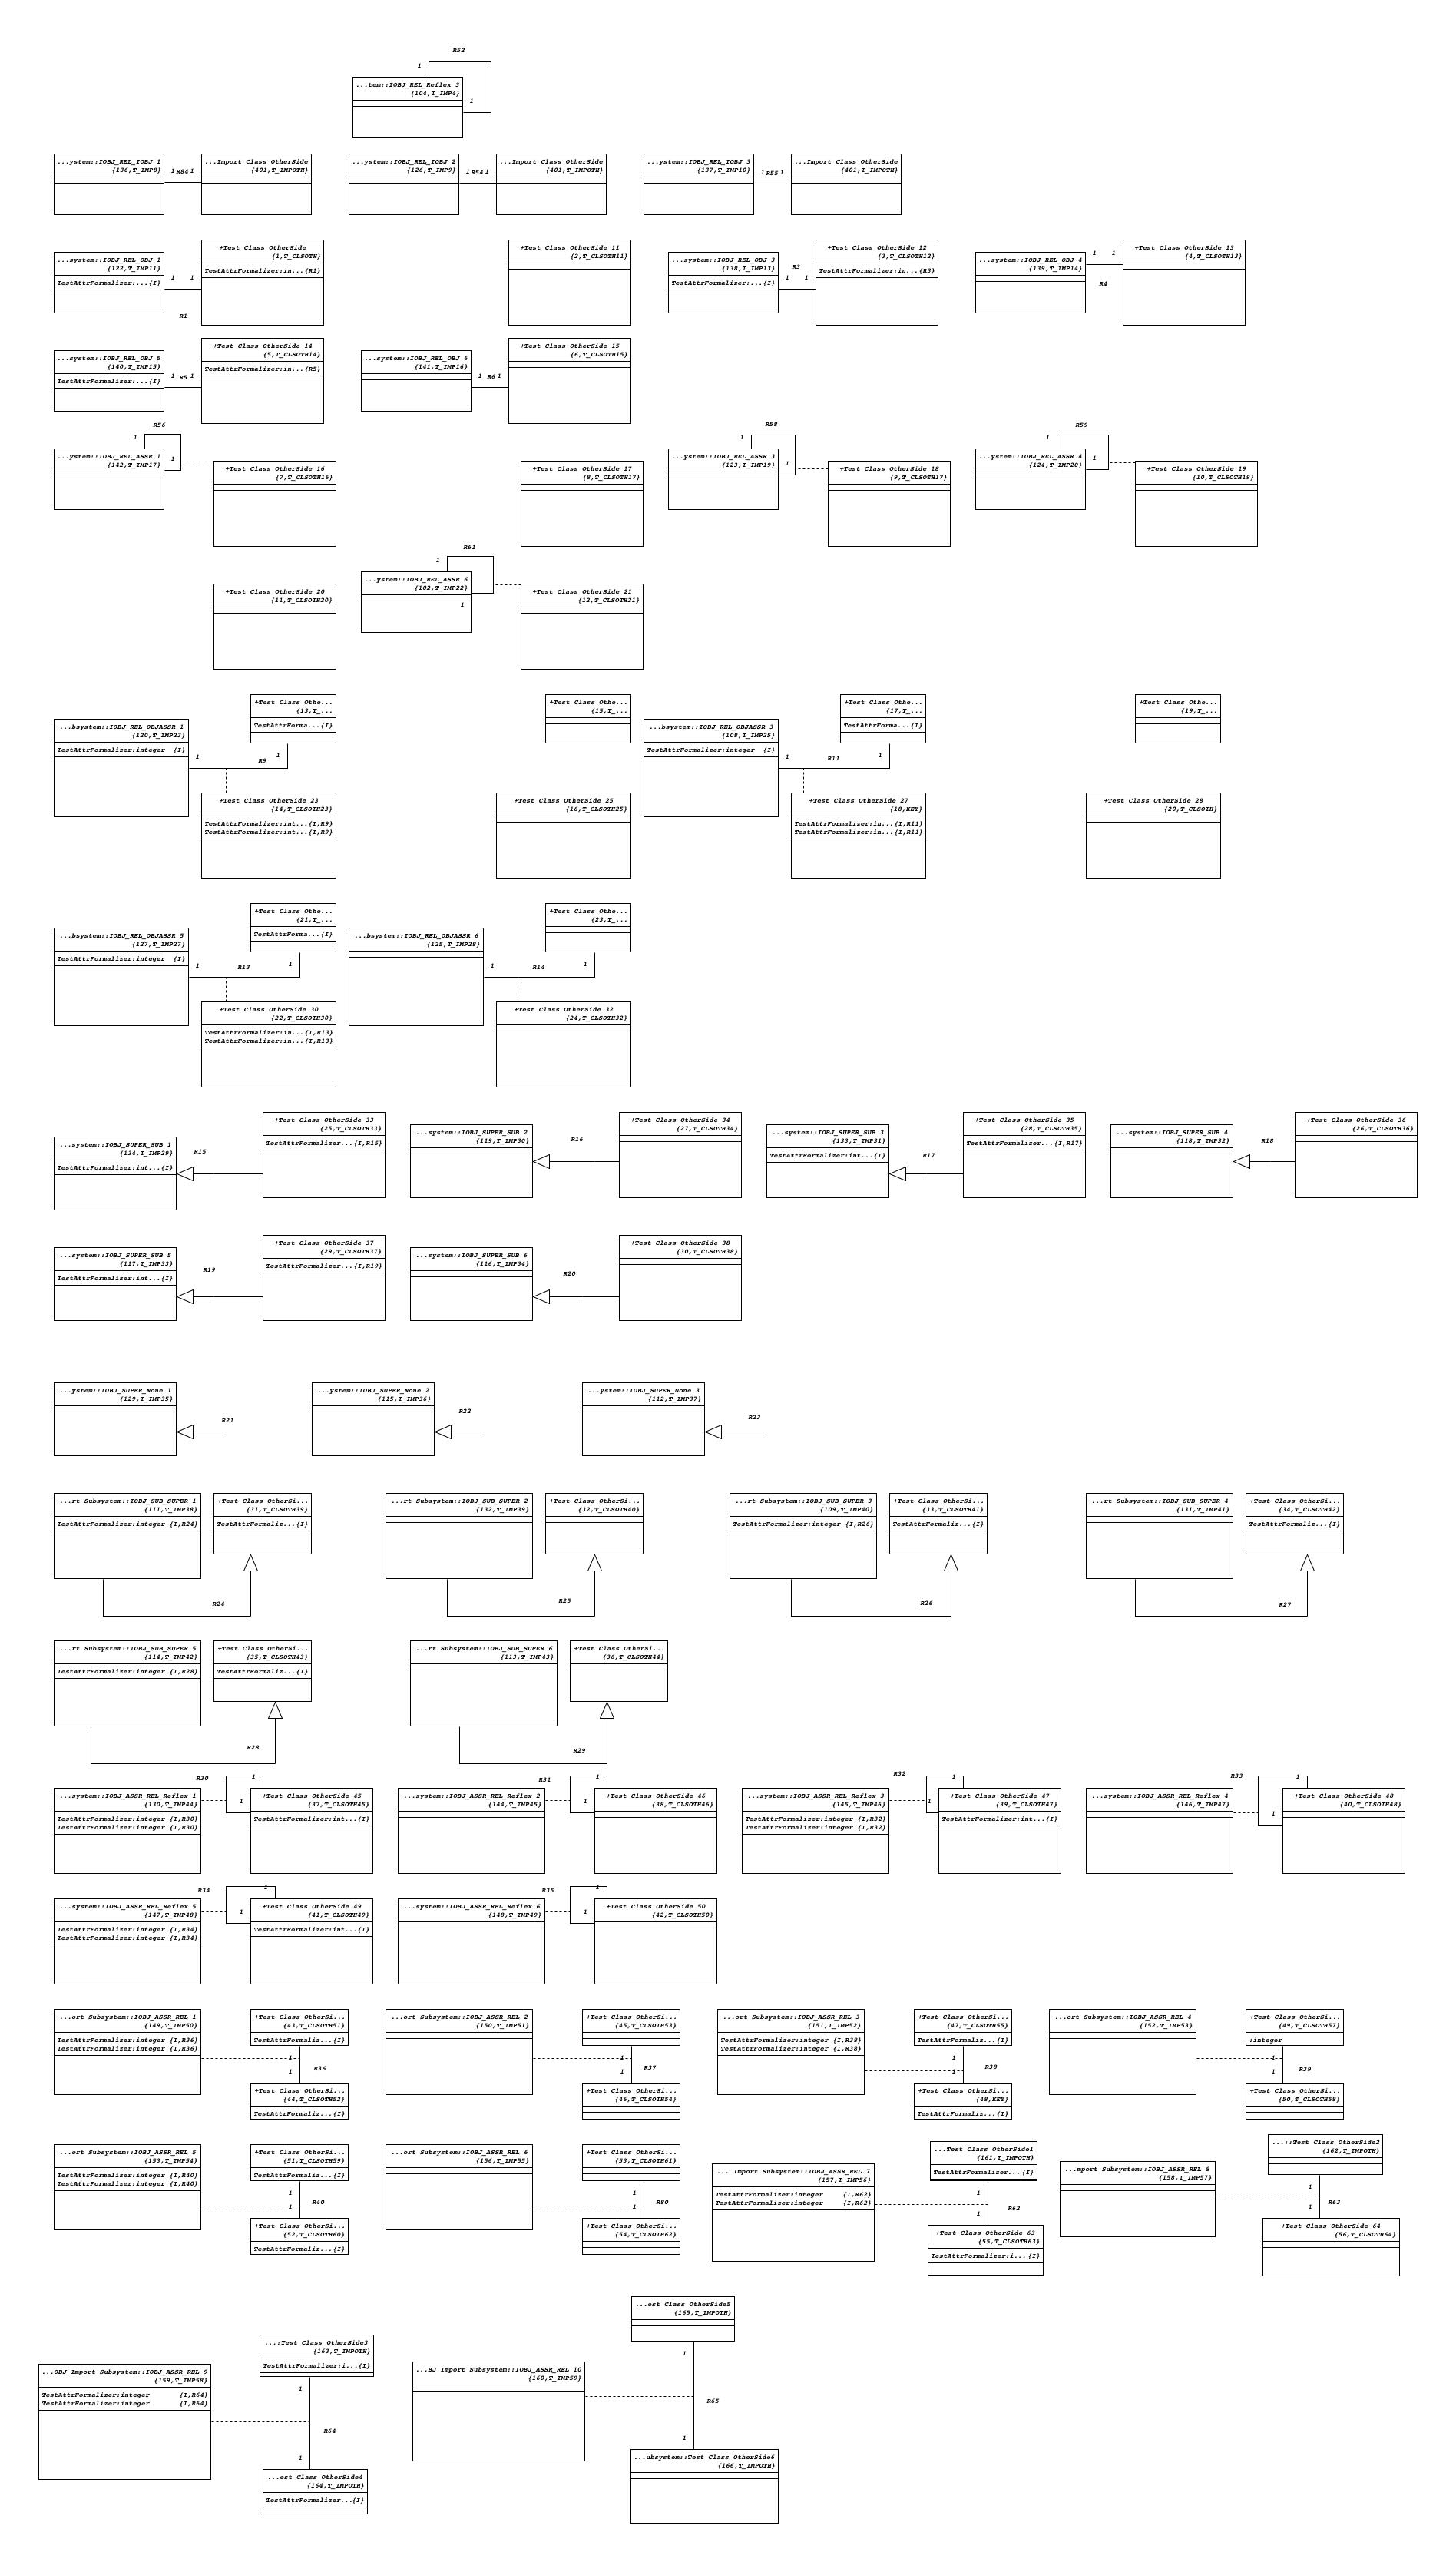 R52
1
...tem::IOBJ_REL_Reflex 3
{104,T_IMP4}
1
...ystem::IOBJ_REL_IOBJ 1
{136,T_IMP8}
1 R84 1
...Import Class OtherSide
{401,T_IMPOTH}
...ystem::IOBJ_REL_IOBJ 2
{126,T_IMP9}
1 R54 1
...Import Class OtherSide
{401,T_IMPOTH}
...ystem::IOBJ_REL_IOBJ 3
{137,T_IMP10}
1 R55 1
...Import Class OtherSide
{401,T_IMPOTH}
...system::IOBJ_REL_OBJ 1
{122,T_IMP11}
TestAttrFormalizer:...{I}
1 1
R1
+Test Class OtherSide
{1,T_CLSOTH}
TestAttrFormalizer:in...{R1}
+Test Class OtherSide 11
{2,T_CLSOTH11}
...system::IOBJ_REL_OBJ 3
{138,T_IMP13}
TestAttrFormalizer:...{I}
R3
1 1
+Test Class OtherSide 12
{3,T_CLSOTH12}
TestAttrFormalizer:in...{R3}
...system::IOBJ_REL_OBJ 4
{139,T_IMP14}
1 1
R4
+Test Class OtherSide 13
{4,T_CLSOTH13}
...system::IOBJ_REL_OBJ 5
{140,T_IMP15}
TestAttrFormalizer:...{I}
1 R5 1
+Test Class OtherSide 14
{5,T_CLSOTH14}
TestAttrFormalizer:in...{R5}
...system::IOBJ_REL_OBJ 6
{141,T_IMP16}
1 R6 1
+Test Class OtherSide 15
{6,T_CLSOTH15}
R56
1
...ystem::IOBJ_REL_ASSR 1
{142,T_IMP17}
1
+Test Class OtherSide 16
{7,T_CLSOTH16}
+Test Class OtherSide 17
{8,T_CLSOTH17}
R58
1
...ystem::IOBJ_REL_ASSR 3
{123,T_IMP19}
1
+Test Class OtherSide 18
{9,T_CLSOTH17}
R59
1
...ystem::IOBJ_REL_ASSR 4
{124,T_IMP20}
1
+Test Class OtherSide 19
{10,T_CLSOTH19}
+Test Class OtherSide 20
{11,T_CLSOTH20}
R61
1
...ystem::IOBJ_REL_ASSR 6
{102,T_IMP22}
1
+Test Class OtherSide 21
{12,T_CLSOTH21}
...bsystem::IOBJ_REL_OBJASSR 1
{120,T_IMP23}
TestAttrFormalizer:integer {I}
+Test Class Othe...
{13,T_...
TestAttrForma...{I}
1 R9 1
+Test Class OtherSide 23
{14,T_CLSOTH23}
TestAttrFormalizer:int...{I,R9}
TestAttrFormalizer:int...{I,R9}
+Test Class Othe...
{15,T_...
+Test Class OtherSide 25
{16,T_CLSOTH25}
...bsystem::IOBJ_REL_OBJASSR 3
{108,T_IMP25}
TestAttrFormalizer:integer {I}
+Test Class Othe...
{17,T_...
TestAttrForma...{I}
1 R11 1
+Test Class OtherSide 27
{18,KEY}
TestAttrFormalizer:in...{I,R11}
TestAttrFormalizer:in...{I,R11}
+Test Class Othe...
{19,T_...
+Test Class OtherSide 28
{20,T_CLSOTH}
...bsystem::IOBJ_REL_OBJASSR 5
{127,T_IMP27}
TestAttrFormalizer:integer {I}
+Test Class Othe...
{21,T_...
TestAttrForma...{I}
1 R13 1
+Test Class OtherSide 30
{22,T_CLSOTH30}
TestAttrFormalizer:in...{I,R13}
TestAttrFormalizer:in...{I,R13}
...bsystem::IOBJ_REL_OBJASSR 6
{125,T_IMP28}
+Test Class Othe...
{23,T_...
1 R14 1
+Test Class OtherSide 32
{24,T_CLSOTH32}
...system::IOBJ_SUPER_SUB 1
{134,T_IMP29}
TestAttrFormalizer:int...{I}
R15
+Test Class OtherSide 33
{25,T_CLSOTH33}
TestAttrFormalizer...{I,R15}
...system::IOBJ_SUPER_SUB 2
{119,T_IMP30}
R16
+Test Class OtherSide 34
{27,T_CLSOTH34}
...system::IOBJ_SUPER_SUB 3
{133,T_IMP31}
TestAttrFormalizer:int...{I}
R17
+Test Class OtherSide 35
{28,T_CLSOTH35}
TestAttrFormalizer...{I,R17}
...system::IOBJ_SUPER_SUB 4
{118,T_IMP32}
R18
+Test Class OtherSide 36
{26,T_CLSOTH36}
...system::IOBJ_SUPER_SUB 5
{117,T_IMP33}
TestAttrFormalizer:int...{I}
R19
+Test Class OtherSide 37
{29,T_CLSOTH37}
TestAttrFormalizer...{I,R19}
...system::IOBJ_SUPER_SUB 6
{116,T_IMP34}
R20
+Test Class OtherSide 38
{30,T_CLSOTH38}
...ystem::IOBJ_SUPER_None 1
{129,T_IMP35}
R21
...ystem::IOBJ_SUPER_None 2
{115,T_IMP36}
R22
...ystem::IOBJ_SUPER_None 3
{112,T_IMP37}
R23
...rt Subsystem::IOBJ_SUB_SUPER 1
{111,T_IMP38}
TestAttrFormalizer:integer {I,R24}
+Test Class OtherSi...
{31,T_CLSOTH39}
TestAttrFormaliz...{I}
R24
...rt Subsystem::IOBJ_SUB_SUPER 2
{132,T_IMP39}
+Test Class OtherSi...
{32,T_CLSOTH40}
R25
...rt Subsystem::IOBJ_SUB_SUPER 3
{109,T_IMP40}
TestAttrFormalizer:integer {I,R26}
+Test Class OtherSi...
{33,T_CLSOTH41}
TestAttrFormaliz...{I}
R26
...rt Subsystem::IOBJ_SUB_SUPER 4
{131,T_IMP41}
+Test Class OtherSi...
{34,T_CLSOTH42}
TestAttrFormaliz...{I}
R27
...rt Subsystem::IOBJ_SUB_SUPER 5
{114,T_IMP42}
TestAttrFormalizer:integer {I,R28}
+Test Class OtherSi...
{35,T_CLSOTH43}
TestAttrFormaliz...{I}
R28
...rt Subsystem::IOBJ_SUB_SUPER 6
{113,T_IMP43}
+Test Class OtherSi...
{36,T_CLSOTH44}
R29
R30
1
...system::IOBJ_ASSR_REL_Reflex 1
{130,T_IMP44}
TestAttrFormalizer:integer {I,R30}
TestAttrFormalizer:integer {I,R30}
1
+Test Class OtherSide 45
{37,T_CLSOTH45}
TestAttrFormalizer:int...{I}
R31
1
...system::IOBJ_ASSR_REL_Reflex 2
{144,T_IMP45}
1
+Test Class OtherSide 46
{38,T_CLSOTH46}
R32
1
...system::IOBJ_ASSR_REL_Reflex 3
{145,T_IMP46}
TestAttrFormalizer:integer {I,R32}
TestAttrFormalizer:integer {I,R32}
1
+Test Class OtherSide 47
{39,T_CLSOTH47}
TestAttrFormalizer:int...{I}
R33
1
...system::IOBJ_ASSR_REL_Reflex 4
{146,T_IMP47}
1
+Test Class OtherSide 48
{40,T_CLSOTH48}
R34
1
...system::IOBJ_ASSR_REL_Reflex 5
{147,T_IMP48}
TestAttrFormalizer:integer {I,R34}
TestAttrFormalizer:integer {I,R34}
1
+Test Class OtherSide 49
{41,T_CLSOTH49}
TestAttrFormalizer:int...{I}
R35
1
...system::IOBJ_ASSR_REL_Reflex 6
{148,T_IMP49}
1
+Test Class OtherSide 50
{42,T_CLSOTH50}
...ort Subsystem::IOBJ_ASSR_REL 1
{149,T_IMP50}
TestAttrFormalizer:integer {I,R36}
TestAttrFormalizer:integer {I,R36}
+Test Class OtherSi...
{43,T_CLSOTH51}
TestAttrFormaliz...{I}
1
1
R36
+Test Class OtherSi...
{44,T_CLSOTH52}
TestAttrFormaliz...{I}
...ort Subsystem::IOBJ_ASSR_REL 2
{150,T_IMP51}
+Test Class OtherSi...
{45,T_CLSOTH53}
1
1
R37
+Test Class OtherSi...
{46,T_CLSOTH54}
...ort Subsystem::IOBJ_ASSR_REL 3
{151,T_IMP52}
TestAttrFormalizer:integer {I,R38}
TestAttrFormalizer:integer {I,R38}
+Test Class OtherSi...
{47,T_CLSOTH55}
TestAttrFormaliz...{I}
1
1
R38
+Test Class OtherSi...
{48,KEY}
TestAttrFormaliz...{I}
...ort Subsystem::IOBJ_ASSR_REL 4
{152,T_IMP53}
+Test Class OtherSi...
{49,T_CLSOTH57}
:integer
1
1
R39
+Test Class OtherSi...
{50,T_CLSOTH58}
...ort Subsystem::IOBJ_ASSR_REL 5
{153,T_IMP54}
TestAttrFormalizer:integer {I,R40}
TestAttrFormalizer:integer {I,R40}
+Test Class OtherSi...
{51,T_CLSOTH59}
TestAttrFormaliz...{I}
1
1
R40
+Test Class OtherSi...
{52,T_CLSOTH60}
TestAttrFormaliz...{I}
...ort Subsystem::IOBJ_ASSR_REL 6
{156,T_IMP55}
+Test Class OtherSi...
{53,T_CLSOTH61}
1
1
R80
+Test Class OtherSi...
{54,T_CLSOTH62}
... Import Subsystem::IOBJ_ASSR_REL 7
{157,T_IMP56}
TestAttrFormalizer:integer {I,R62}
TestAttrFormalizer:integer {I,R62}
...Test Class OtherSide1
{161,T_IMPOTH}
TestAttrFormalizer...{I}
1
1
R62
+Test Class OtherSide 63
{55,T_CLSOTH63}
TestAttrFormalizer:i...{I}
...mport Subsystem::IOBJ_ASSR_REL 8
{158,T_IMP57}
...::Test Class OtherSide2
{162,T_IMPOTH}
1
1
R63
+Test Class OtherSide 64
{56,T_CLSOTH64}
...OBJ Import Subsystem::IOBJ_ASSR_REL 9
{159,T_IMP58}
TestAttrFormalizer:integer {I,R64}
TestAttrFormalizer:integer {I,R64}
...:Test Class OtherSide3
{163,T_IMPOTH}
TestAttrFormalizer:i...{I}
1
R64
1
...est Class OtherSide4
{164,T_IMPOTH}
TestAttrFormalizer...{I}
...BJ Import Subsystem::IOBJ_ASSR_REL 10
{160,T_IMP59}
...est Class OtherSide5
{165,T_IMPOTH}
1
R65
1
...ubsystem::Test Class OtherSide6
{166,T_IMPOTH}